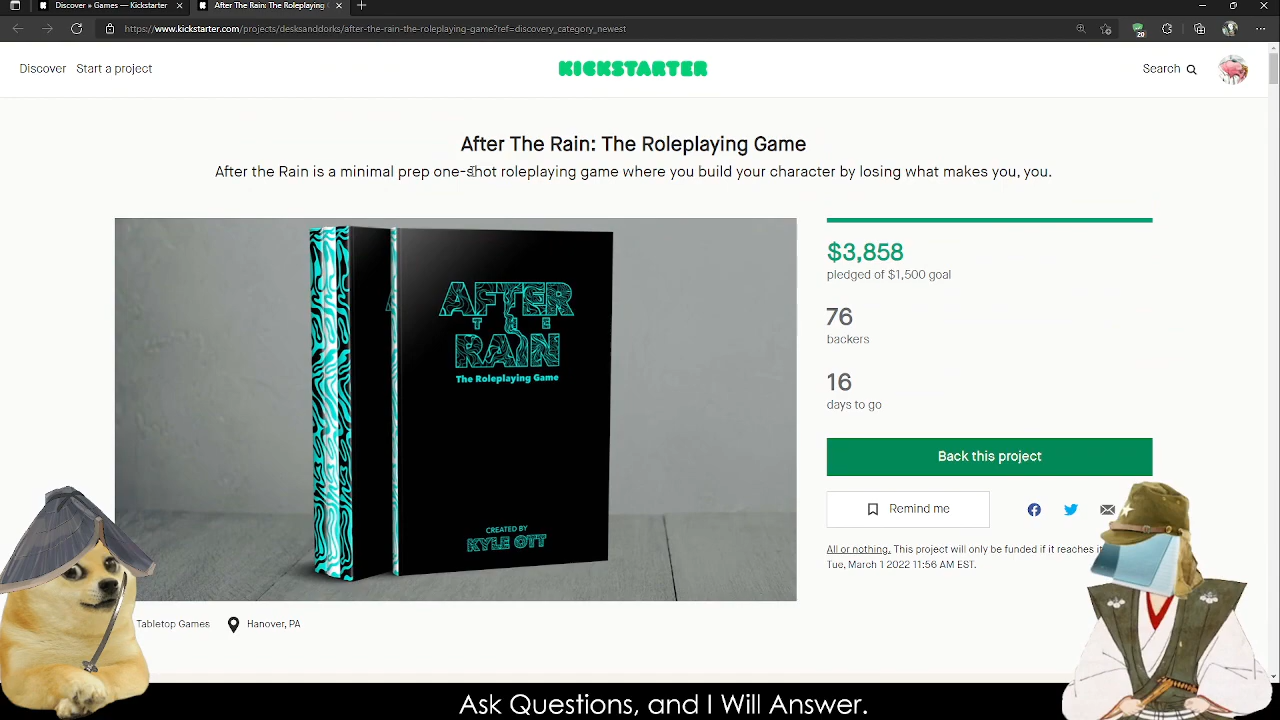 Discover » Games — Kickstarter
After The Rain: The Roleplaying
https://www.kickstarter.com/projects/desksanddorks/after-the-rain-the-roleplaying-game?ref=discovery_category_newest
Discover Start a project
KICKSTARTER
Search
After The Rain: The Roleplaying Game
After the Rain is a minimal prep one-shot roleplaying game where you build your character by losing what makes you, you.
AFTER
THE
RAIN
The Roleplaying Game
CREATED BY
KYLE OTT
$3,858
pledged of $1,500 goal
76
backers
16
days to go
Back this project
Remind me
All or nothing. This project will only be funded if it reaches
Tue, March 1 2022 11:56 AM EST.
Tabletop Games
Hanover, PA
Ask Questions, and I Will Answer.